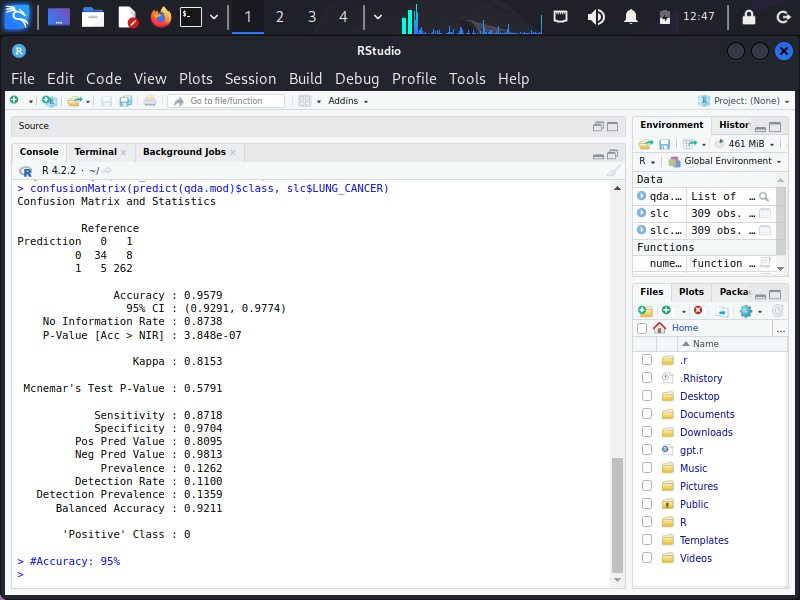 1 2 3 4 12:47
RStudio
File Edit Code View Plots Session Build Debug Profile Tools Help
Go to file/function Addins Project: (None)
Source
Console Terminal Background Jobs
R 4.2.2 · ~/
> confusionMatrix(predict(qda.mod)$class, slc$LUNG_CANCER)
Confusion Matrix and Statistics
Reference
Prediction 0 1
0 34 8
1 5 262
Accuracy : 0.9579
95% CI : (0.9291, 0.9774)
No Information Rate : 0.8738
P-Value [Acc > NIR] : 3.848e-07
Kappa : 0.8153
Mcnemar's Test P-Value : 0.5791
Sensitivity : 0.8718
Specificity : 0.9704
Pos Pred Value : 0.8095
Neg Pred Value : 0.9813
Prevalence : 0.1262
Detection Rate : 0.1100
Detection Prevalence : 0.1359
Balanced Accuracy : 0.9211
'Positive' Class : 0
> #Accuracy: 95%
>
Environment Histor
461 MiB
R Global Environment
Data
qda.… List of …
slc 309 obs. …
slc.… 309 obs. …
Functions
nume… function …
Files Plots Packa
Home ...
Name
.r
.Rhistory
Desktop
Documents
Downloads
gpt.r
Music
Pictures
Public
R
Templates
Videos